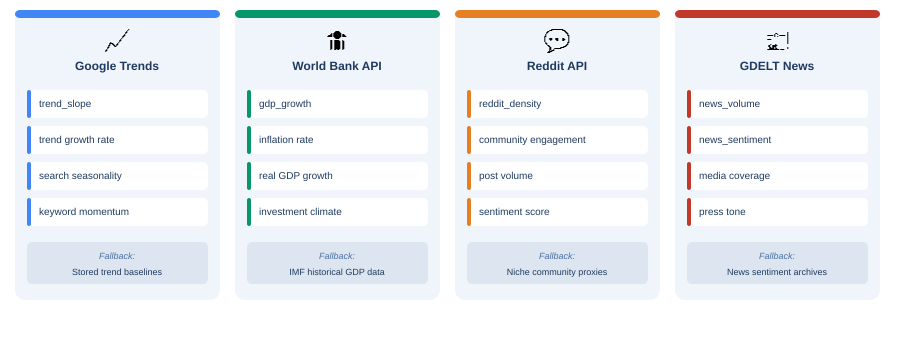 Google Trends
trend_slope
trend growth rate
search seasonality
keyword momentum
Fallback:
Stored trend baselines
World Bank API
gdp_growth
inflation rate
real GDP growth
investment climate
Fallback:
IMF historical GDP data
Reddit API
reddit_density
community engagement
post volume
sentiment score
Fallback:
Niche community proxies
GDELT News
news_volume
news_sentiment
media coverage
press tone
Fallback:
News sentiment archives